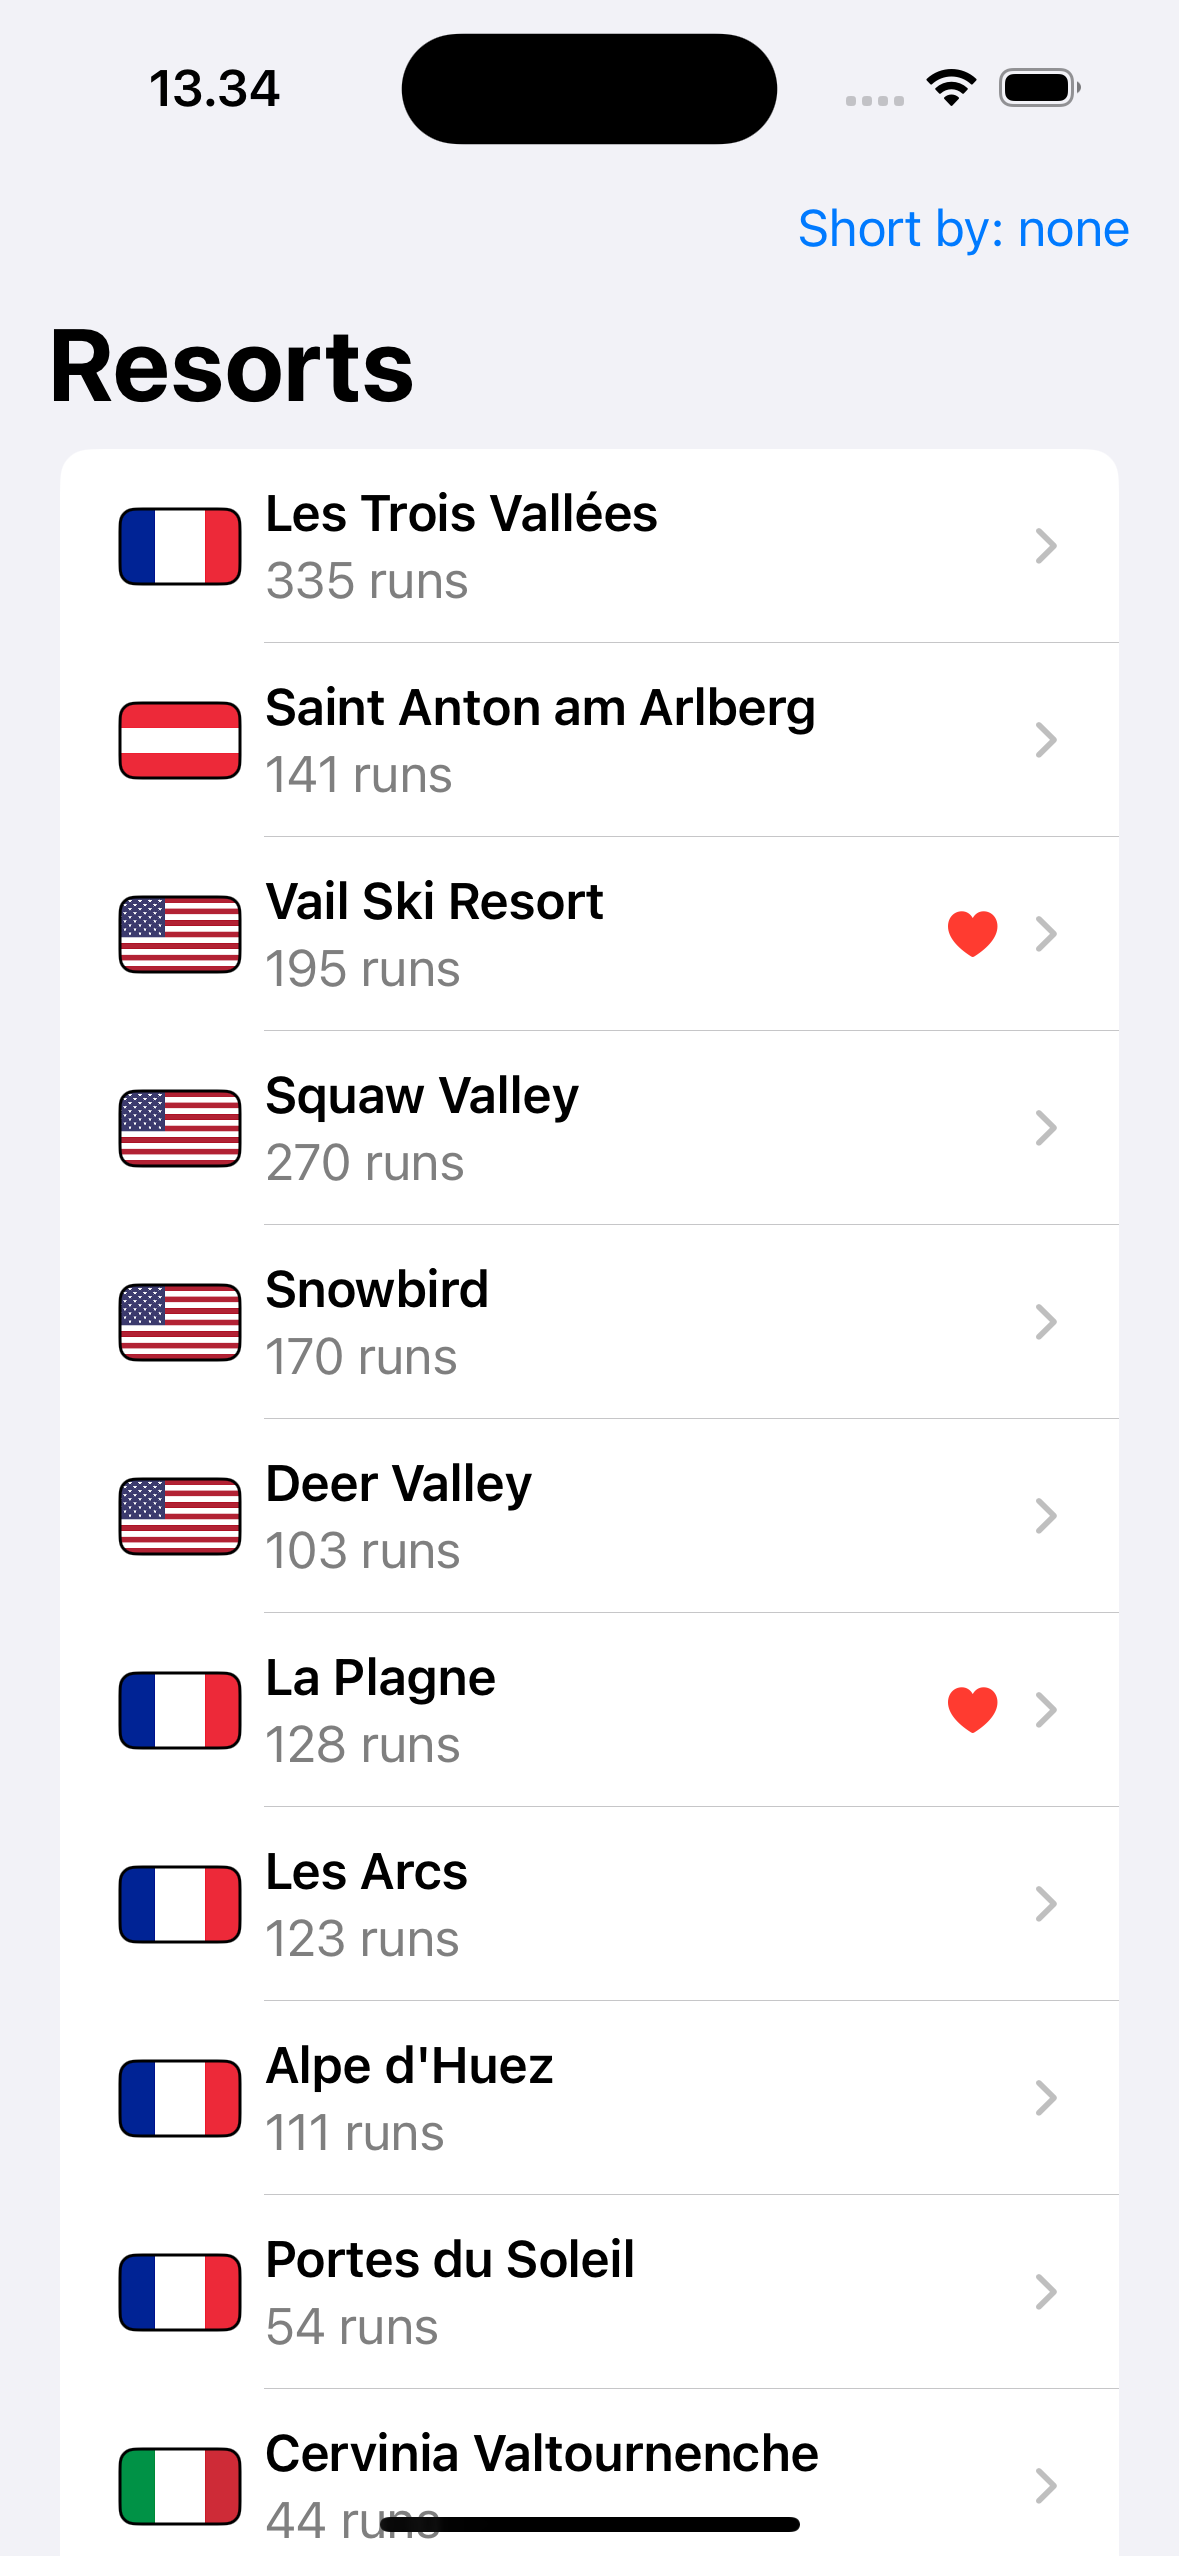 13.34
Short by: none
Resorts
Les Trois Vallées
335 runs
Saint Anton am Arlberg
141 runs
Vail Ski Resort
195 runs
Squaw Valley
270 runs
Snowbird
170 runs
Deer Valley
103 runs
La Plagne
128 runs
Les Arcs
123 runs
Alpe d'Huez
111 runs
Portes du Soleil
54 runs
Cervinia Valtournenche
44 runs